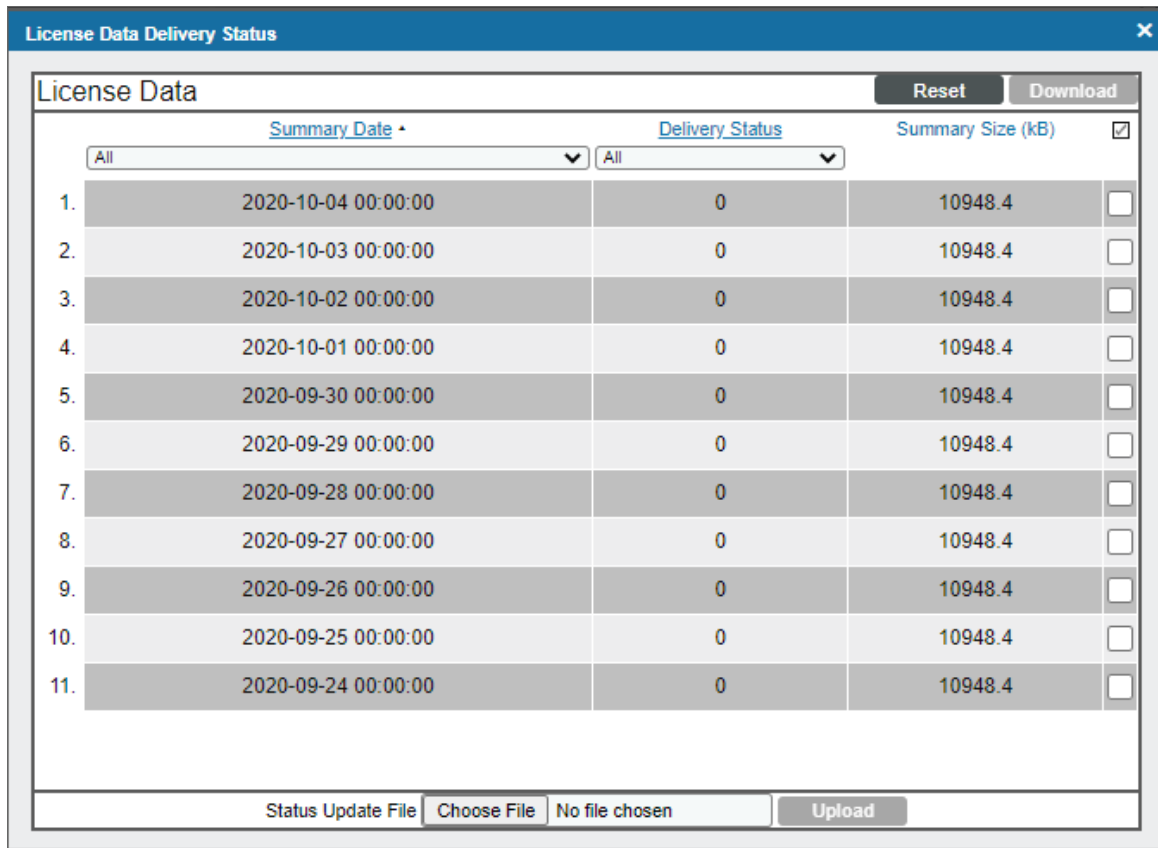 License Data Delivery Status
License Data Reset Download
Summary Date Delivery Status Summary Size (kB)
All All
1. 2020-10-04 00:00:00 0 10948.4
2. 2020-10-03 00:00:00 0 10948.4
3. 2020-10-02 00:00:00 0 10948.4
4. 2020-10-01 00:00:00 0 10948.4
5. 2020-09-30 00:00:00 0 10948.4
6. 2020-09-29 00:00:00 0 10948.4
7. 2020-09-28 00:00:00 0 10948.4
8. 2020-09-27 00:00:00 0 10948.4
9. 2020-09-26 00:00:00 0 10948.4
10. 2020-09-25 00:00:00 0 10948.4
11. 2020-09-24 00:00:00 0 10948.4
Status Update File Choose File No file chosen Upload